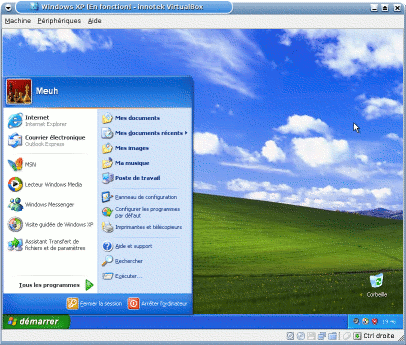 Windows XP [En fonction] - innotek VirtualBox
Machine Périphériques Aide
Meuh
Internet
Internet Explorer
Courrier électronique
Outlook Express
MSN
Lecteur Windows Media
Windows Messenger
Visite guidée de Windows XP
Assistant Transfert de
fichiers et de paramètres
Tous les programmes
Mes documents
Mes documents récents
Mes images
Ma musique
Poste de travail
Panneau de configuration
Configurer les programmes
par défaut
Imprimantes et télécopieurs
Aide et support
Rechercher
Exécuter...
Fermer la session
Arrêter l'ordinateur
Corbeille
démarrer
Ctrl droite